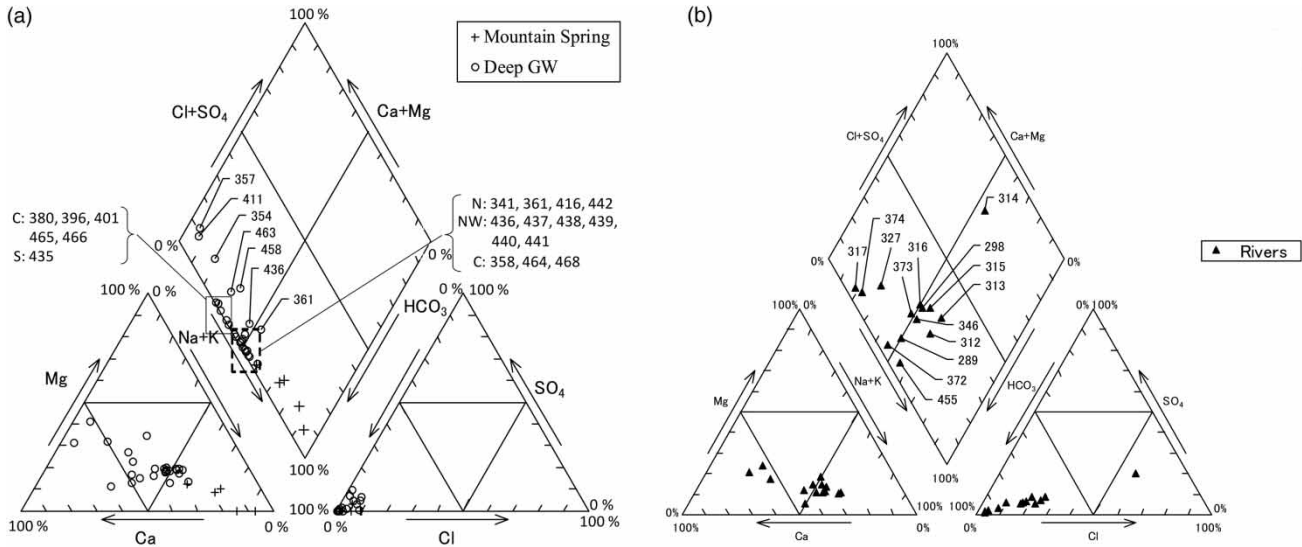 (a)
100 %
+ Mountain Spring
○ Deep GW
Cl+SO4
Ca+Mg
357
411
354
463
458
436
361
C: 380, 396, 401
465, 466
S: 435
N: 341, 361, 416, 442
NW: 436, 437, 438, 439,
440, 441
C: 358, 464, 468
0 %
0 %
100 %
0 %
Na+K
HCO3
0 %
100 %
Mg
SO4
100 %
100 %
0 %
100 %
0 %
0 %
100 %
Ca
Cl
(b)
100%
Cl+SO4
Ca+Mg
314
374
317
327
316
298
373
315
313
0%
0%
346
312
289
372
455
▲ Rivers
100%
0%
0%
100%
Na+K
HCO3
Mg
SO4
100%
0%
100%
100%
0%
100%
0%
0%
100%
Ca
Cl